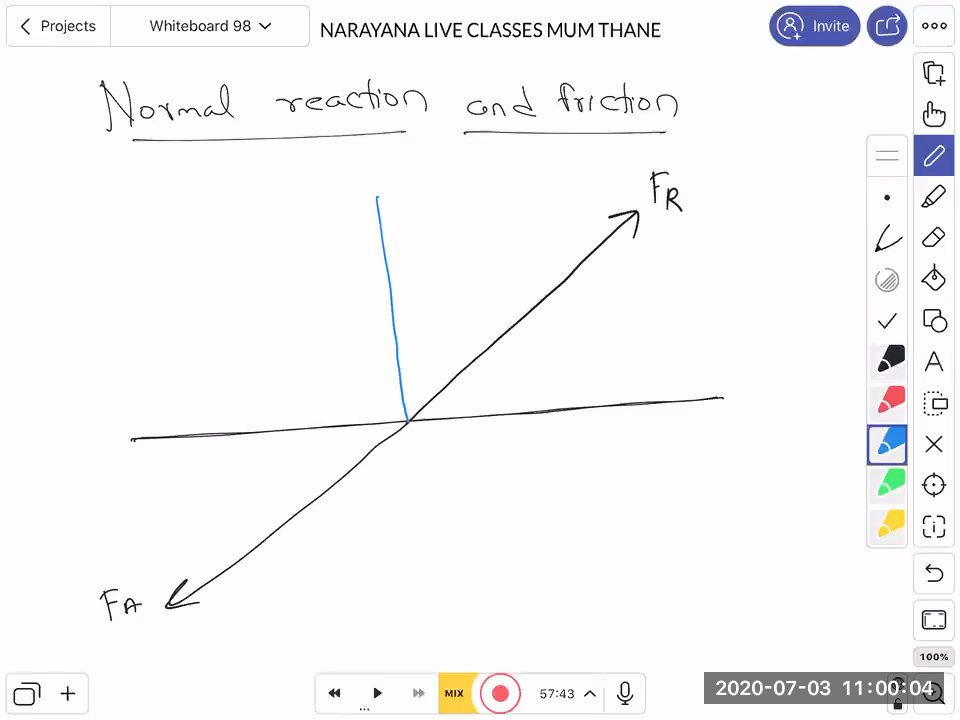 Projects
Whiteboard 98
NARAYANA LIVE CLASSES MUM THANE
Invite
Normal reaction and friction
FR
FA
A
100%
MIX
57:43
2020-07-03 11:00:04